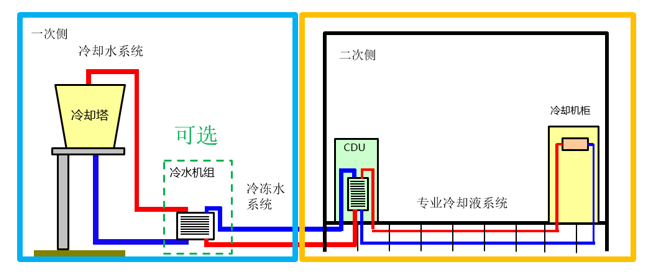 一次侧
冷却水系统
冷却塔
可选
冷水机组
冷冻水
系统
二次侧
CDU
专业冷却液系统
冷却机柜